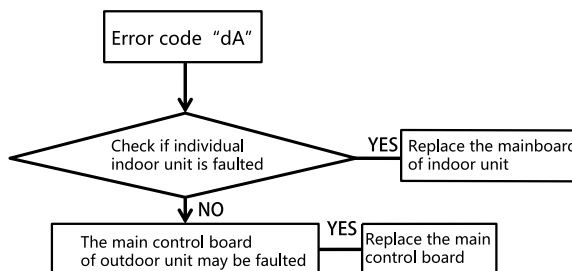 Error code “dA”
Check if individual
indoor unit is faulted
YES
Replace the mainboard
of indoor unit
NO
The main control board
of outdoor unit may be faulted
YES
Replace the main
control board